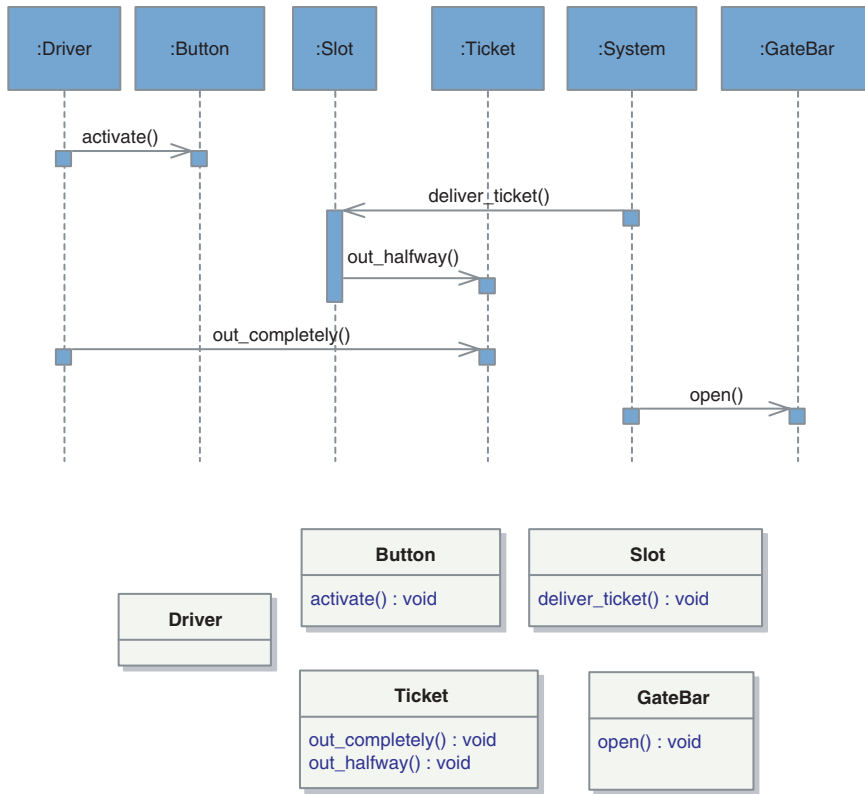 :Driver :Button :Slot :Ticket :System :GateBar
activate()
deliver_ticket()
out_halfway()
out_completely()
open()
Button
activate() : void
Slot
deliver_ticket() : void
Driver
Ticket
out_completely() : void
out_halfway() : void
GateBar
open() : void